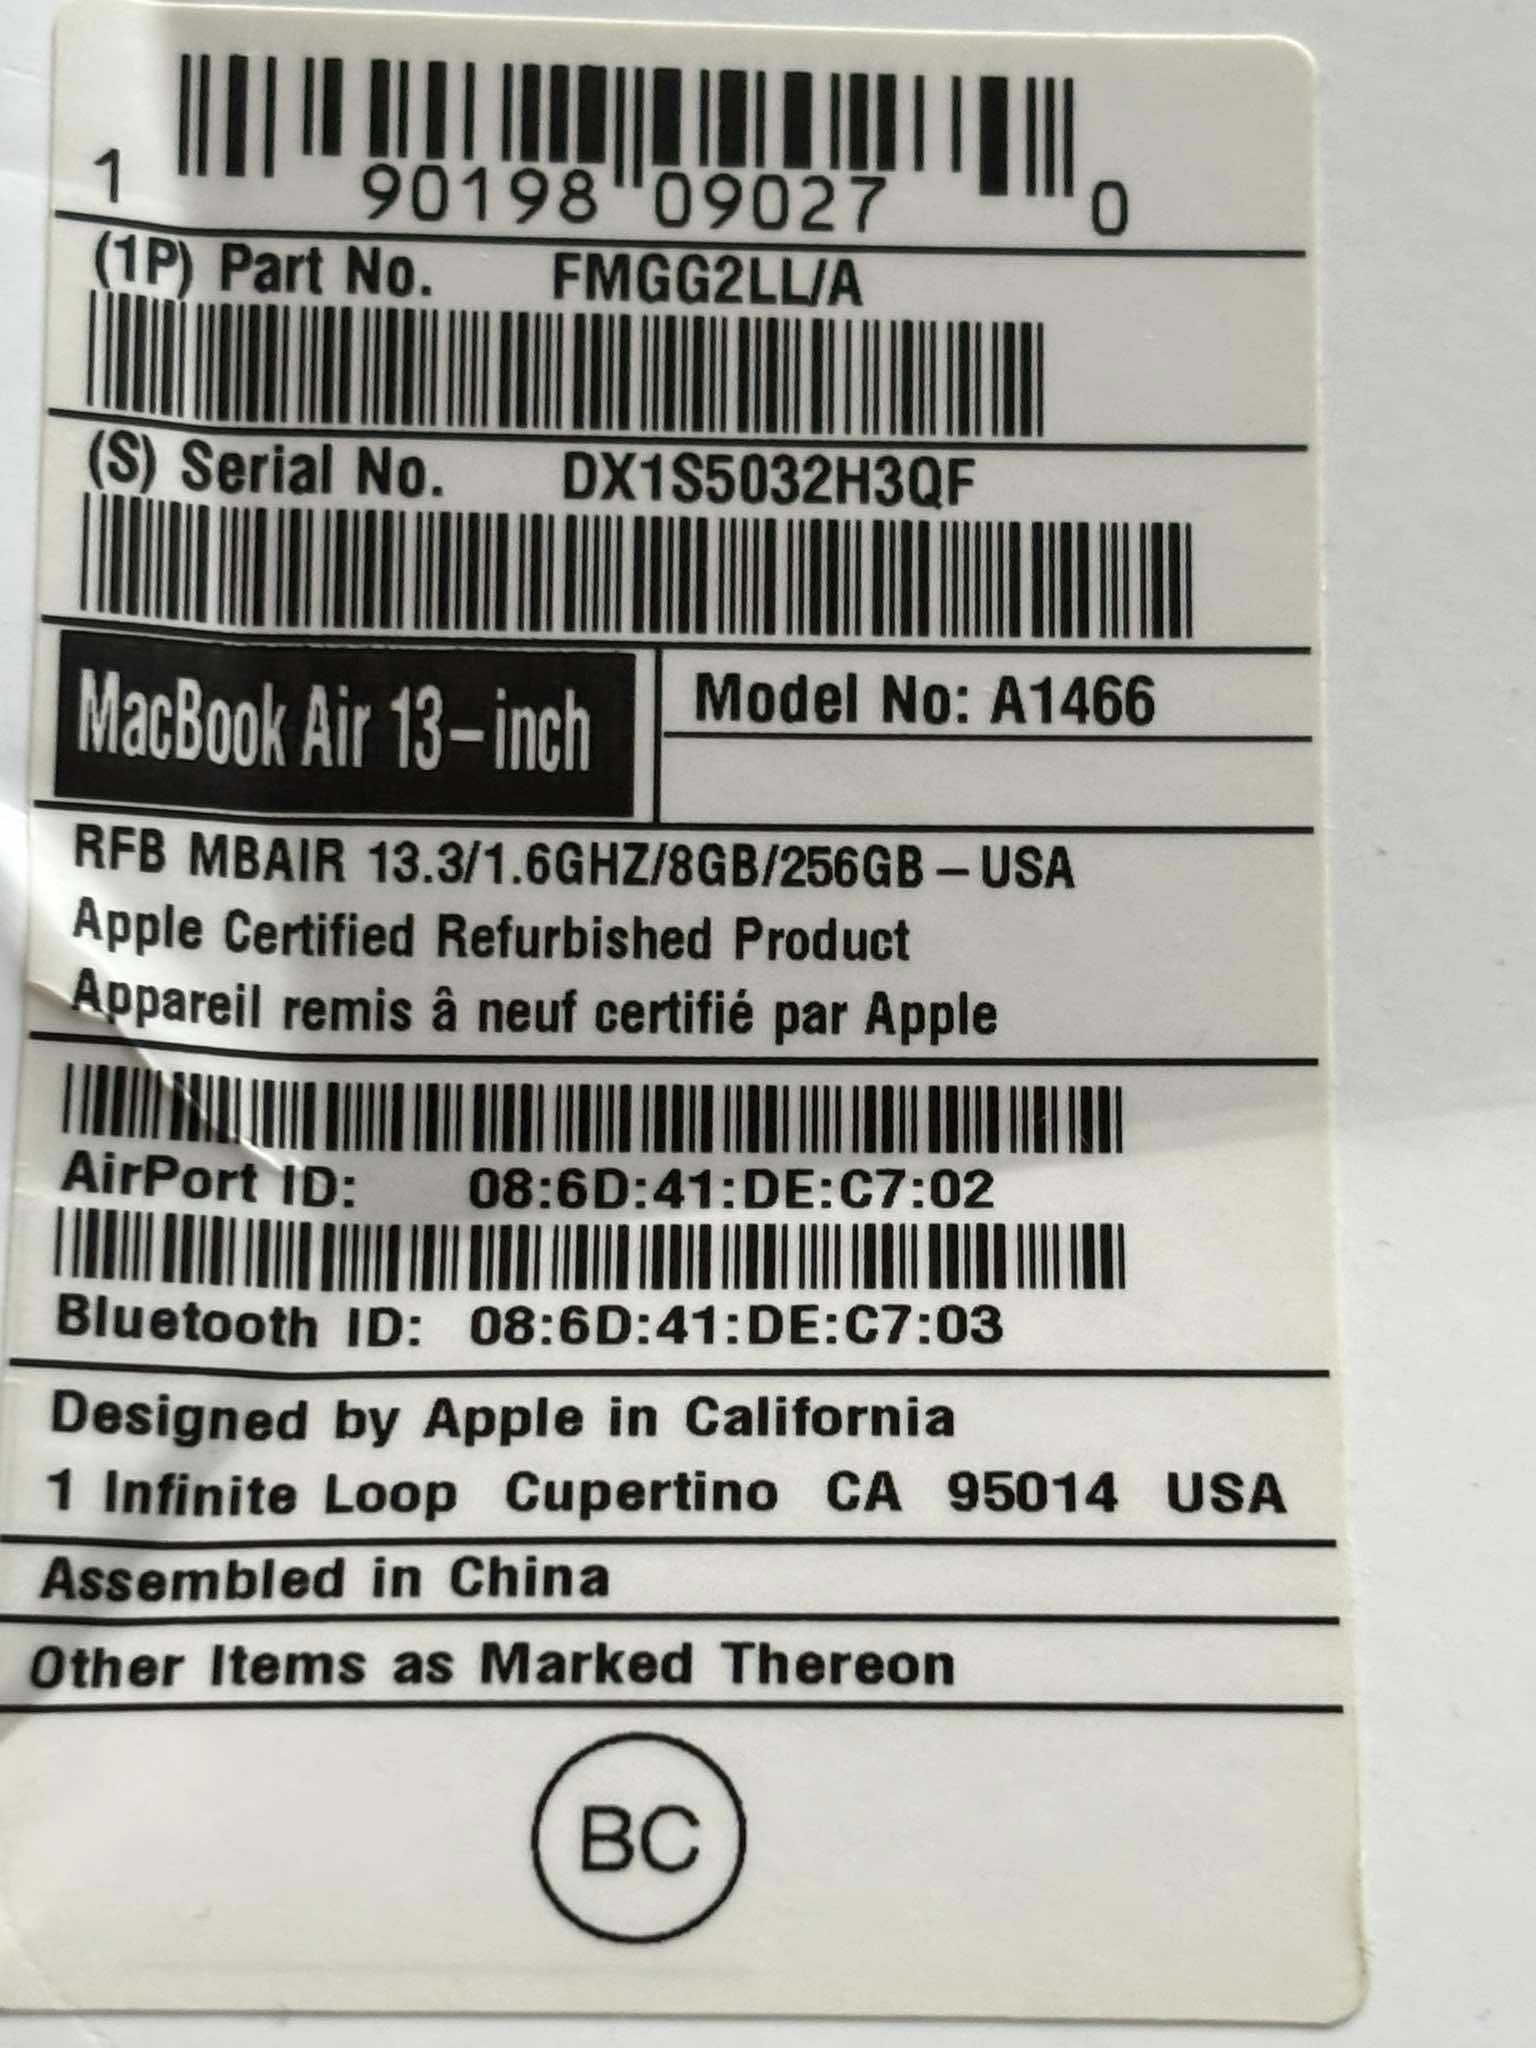 1 90198 09027 0
(1P) Part No. FMGG2LL/A
(S) Serial No. DX1S5032H3QF
MacBook Air 13-inch
Model No: A1466
RFB MBAIR 13.3/1.6GHZ/8GB/256GB-USA
Apple Certified Refurbished Product
Appareil remis â neuf certifié par Apple
AirPort ID: 08:6D:41:DE:C7:02
Bluetooth ID: 08:6D:41:DE:C7:03
Designed by Apple in California
1 Infinite Loop Cupertino CA 95014 USA
Assembled in China
Other Items as Marked Thereon
BC